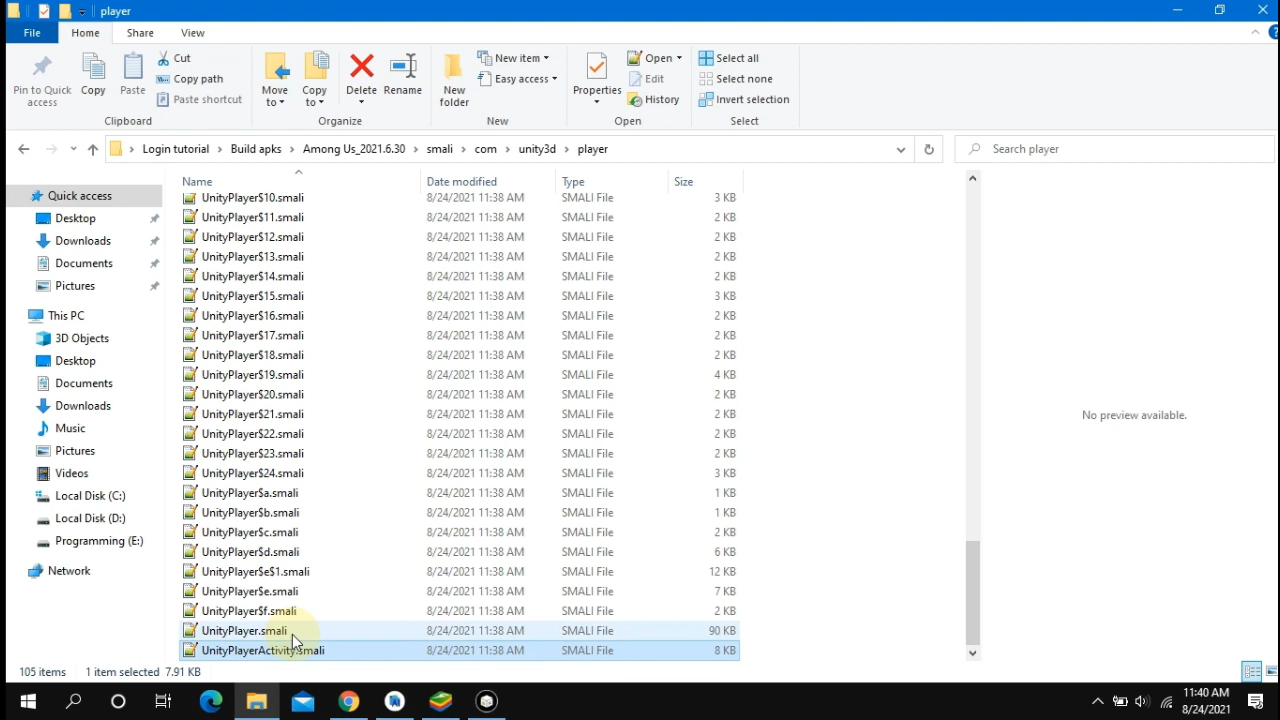 player
File Home Share View
Pin to Quick access
Copy
Paste
Cut
Copy path
Paste shortcut
Clipboard
Move to
Copy to
Delete
Rename
Organize
New folder
New item
Easy access
New
Properties
Open
Edit
History
Open
Select all
Select none
Invert selection
Select
Login tutorial > Build apks > Among Us_2021.6.30 > smali > com > unity3d > player
Search player
Quick access
Desktop
Downloads
Documents
Pictures
This PC
3D Objects
Desktop
Documents
Downloads
Music
Pictures
Videos
Local Disk (C:)
Local Disk (D:)
Programming (E:)
Network
Name Date modified Type Size
UnityPlayer$10.smali 8/24/2021 11:38 AM SMALI File 3 KB
UnityPlayer$11.smali 8/24/2021 11:38 AM SMALI File 2 KB
UnityPlayer$12.smali 8/24/2021 11:38 AM SMALI File 2 KB
UnityPlayer$13.smali 8/24/2021 11:38 AM SMALI File 2 KB
UnityPlayer$14.smali 8/24/2021 11:38 AM SMALI File 2 KB
UnityPlayer$15.smali 8/24/2021 11:38 AM SMALI File 3 KB
UnityPlayer$16.smali 8/24/2021 11:38 AM SMALI File 2 KB
UnityPlayer$17.smali 8/24/2021 11:38 AM SMALI File 2 KB
UnityPlayer$18.smali 8/24/2021 11:38 AM SMALI File 2 KB
UnityPlayer$19.smali 8/24/2021 11:38 AM SMALI File 4 KB
UnityPlayer$20.smali 8/24/2021 11:38 AM SMALI File 2 KB
UnityPlayer$21.smali 8/24/2021 11:38 AM SMALI File 2 KB
UnityPlayer$22.smali 8/24/2021 11:38 AM SMALI File 2 KB
UnityPlayer$23.smali 8/24/2021 11:38 AM SMALI File 2 KB
UnityPlayer$24.smali 8/24/2021 11:38 AM SMALI File 3 KB
UnityPlayer$a.smali 8/24/2021 11:38 AM SMALI File 1 KB
UnityPlayer$b.smali 8/24/2021 11:38 AM SMALI File 1 KB
UnityPlayer$c.smali 8/24/2021 11:38 AM SMALI File 2 KB
UnityPlayer$d.smali 8/24/2021 11:38 AM SMALI File 6 KB
UnityPlayer$e$1.smali 8/24/2021 11:38 AM SMALI File 12 KB
UnityPlayer$e.smali 8/24/2021 11:38 AM SMALI File 7 KB
UnityPlayer$f.smali 8/24/2021 11:38 AM SMALI File 2 KB
UnityPlayer.smali 8/24/2021 11:38 AM SMALI File 90 KB
UnityPlayerActivity.smali 8/24/2021 11:38 AM SMALI File 8 KB
No preview available.
105 items 1 item selected 7.91 KB
11:40 AM
8/24/2021